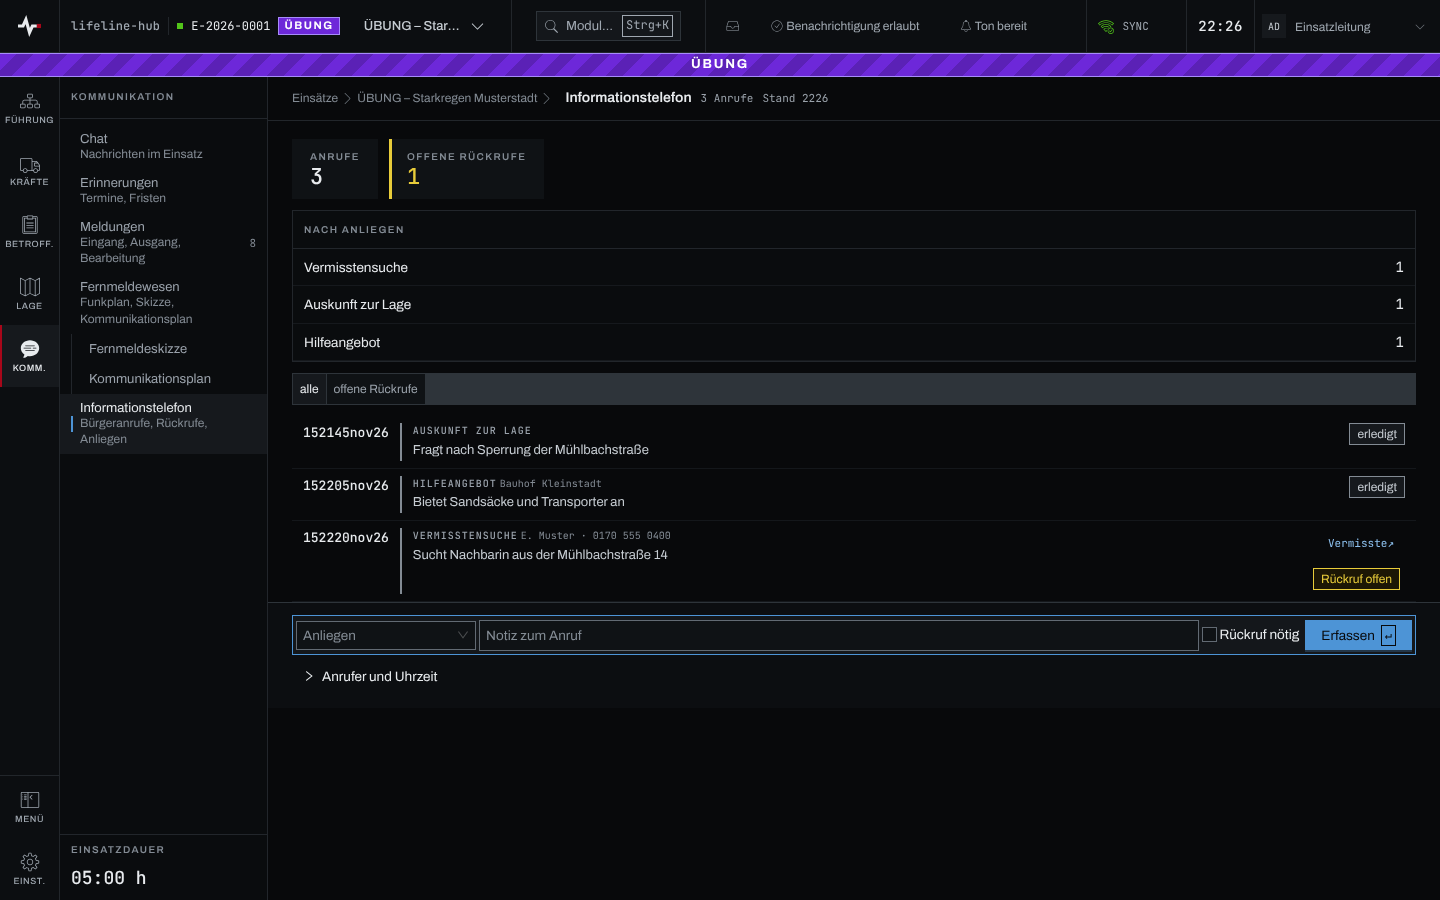 lifeline-hub E-2026-0001 ÜBUNG ÜBUNG – Star... Modul... Strg+K Benachrichtigung erlaubt Ton bereit SYNC 22:26 AD Einsatzleitung
ÜBUNG
FÜHRUNG
KRÄFTE
BETROFF.
LAGE
KOMM.
MENÜ
EINST.
KOMMUNIKATION
Chat
Nachrichten im Einsatz
Erinnerungen
Termine, Fristen
Meldungen
Eingang, Ausgang, 8
Bearbeitung
Fernmeldewesen
Funkplan, Skizze,
Kommunikationsplan
Fernmeldeskizze
Kommunikationsplan
Informationstelefon
Bürgeranrufe, Rückrufe,
Anliegen
EINSATZDAUER
05:00 h
Einsätze ÜBUNG – Starkregen Musterstadt Informationstelefon 3 Anrufe Stand 2226
ANRUFE
3
OFFENE RÜCKRUFE
1
NACH ANLIEGEN
Vermisstensuche 1
Auskunft zur Lage 1
Hilfeangebot 1
alle offene Rückrufe
152145nov26 AUSKUNFT ZUR LAGE erledigt
Fragt nach Sperrung der Mühlbachstraße
152205nov26 HILFEANGEBOT Bauhof Kleinstadt erledigt
Bietet Sandsäcke und Transporter an
152220nov26 VERMISSTENSUCHE E. Muster · 0170 555 0400
Sucht Nachbarin aus der Mühlbachstraße 14
Vermisste↗
Rückruf offen
Anliegen Notiz zum Anruf Rückruf nötig Erfassen ↵
Anrufer und Uhrzeit